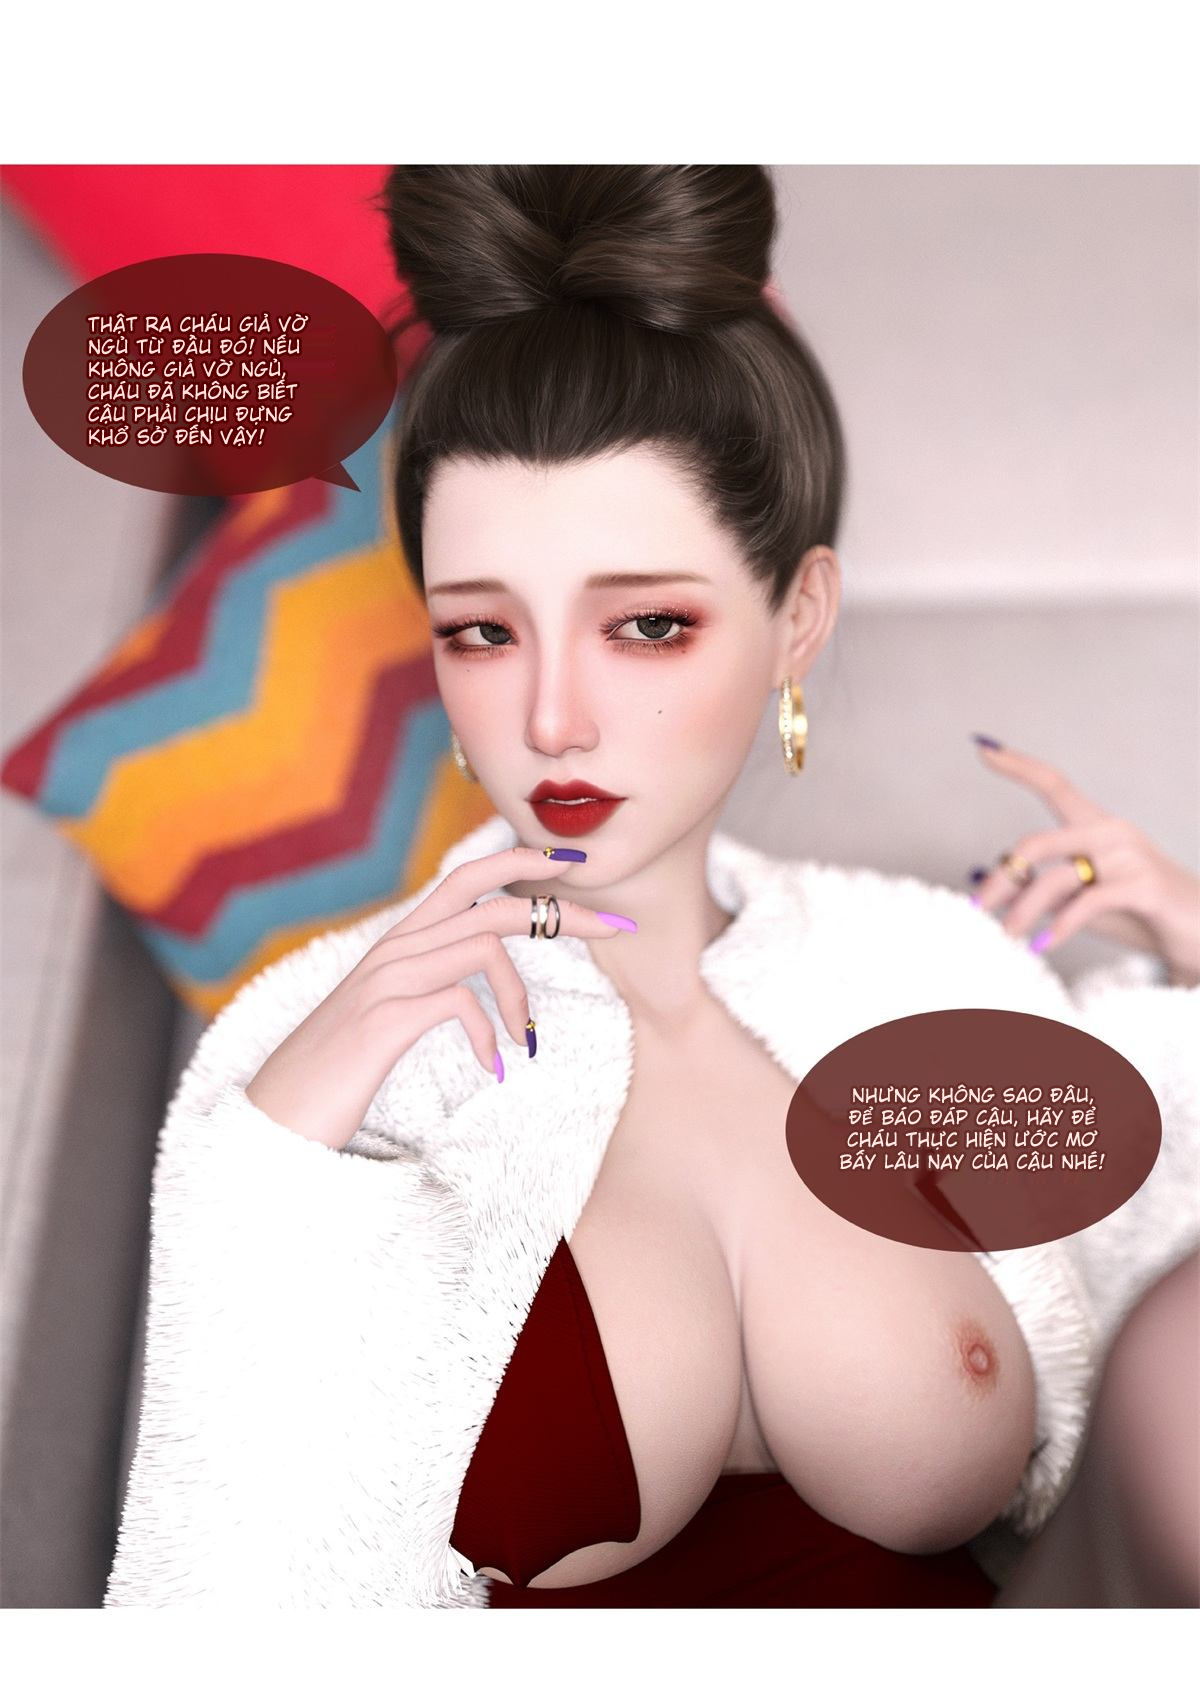 THẬT RA CHÁU GIẢ VỜ
NGỦ TỪ ĐẦU ĐÓ! NẾU
KHÔNG GIẢ VỜ NGỦ,
CHÁU ĐÃ KHÔNG BIẾT
CẬU PHẢI CHỊU ĐỰNG
KHỔ SỞ ĐẾN VẬY!
NHƯNG KHÔNG SAO ĐÂU,
ĐỂ BÁO ĐÁP CẬU, HÃY ĐỂ
CHÁU THỰC HIỆN ƯỚC MƠ
BẤY LÂU NAY CỦA CẬU NHÉ!